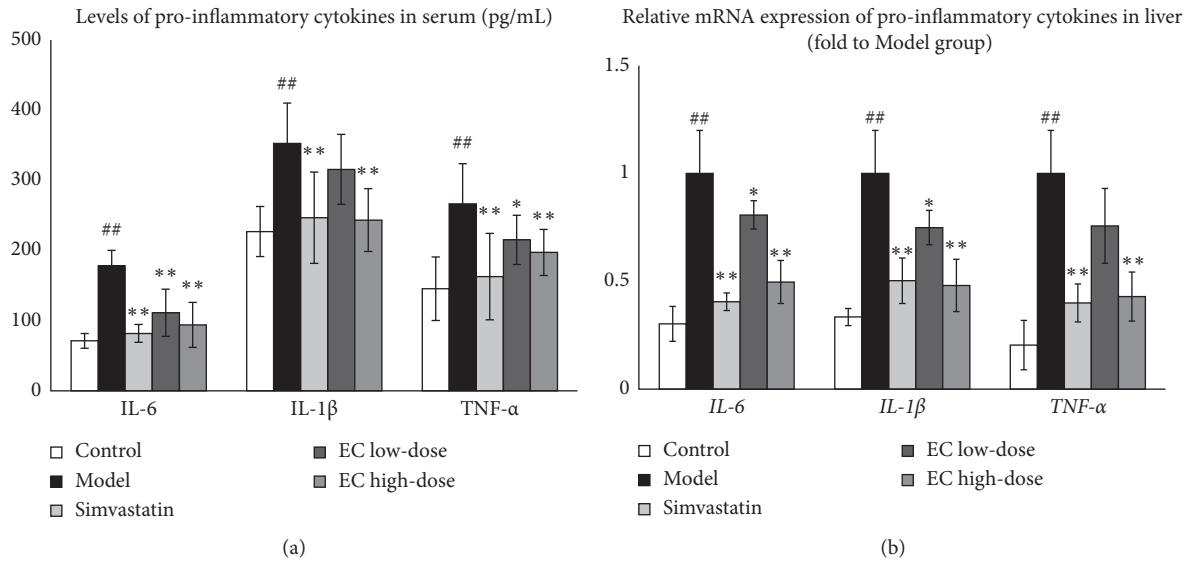 Levels of pro-inflammatory cytokines in serum (pg/mL)
500
400
300
200
100
0
##
**
**
**
##
**
**
##
**
*
**
IL-6 IL-1β TNF-α
Control
Model
Simvastatin
EC low-dose
EC high-dose
(a)
Relative mRNA expression of pro-inflammatory cytokines in liver
(fold to Model group)
1.5
1
0.5
0
##
**
*
**
##
**
*
**
##
**
**
IL-6 IL-1β TNF-α
Control
Model
Simvastatin
EC low-dose
EC high-dose
(b)